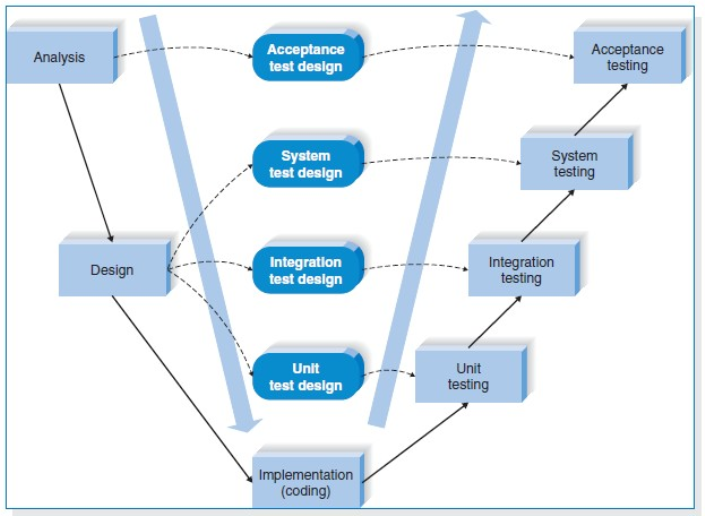 Analysis
Acceptance
test design
Acceptance
testing
System
test design
System
testing
Design
Integration
test design
Integration
testing
Unit
test design
Unit
testing
Implementation
(coding)